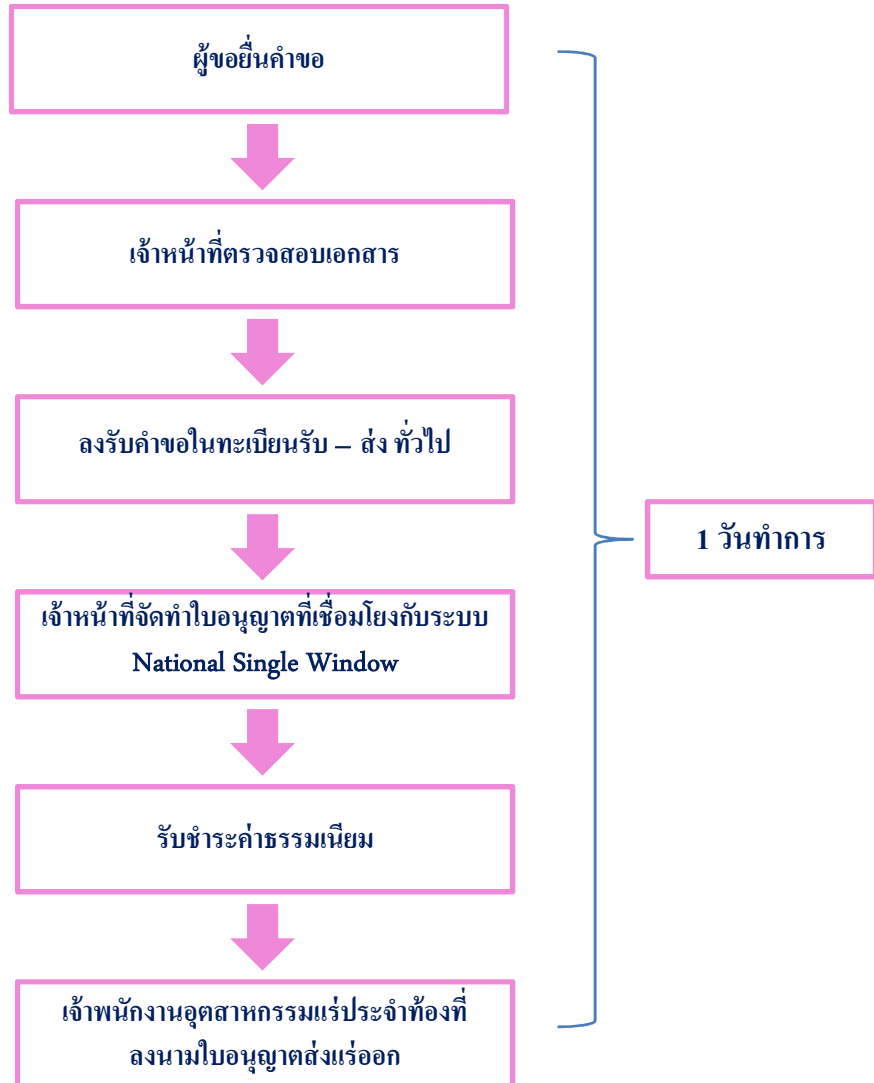 ผู้ขอยื่นคำขอ
เจ้าหน้าที่ตรวจสอบเอกสาร
ลงรับคำขอในทะเบียนรับ – ส่ง ทั่วไป
เจ้าหน้าที่จัดทำใบอนุญาตที่เชื่อมโยงกับระบบ
National Single Window
รับชำระค่าธรรมเนียม
เจ้าพนักงานอุตสาหกรรมแร่ประจำท้องที่
ลงนามใบอนุญาตส่งแร่ออก
1 วันทำการ